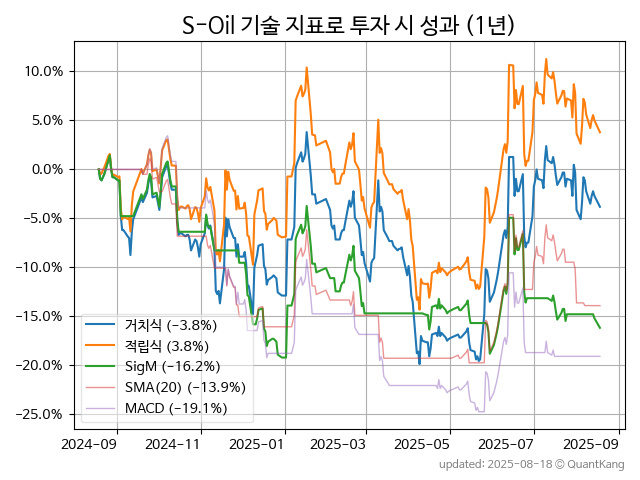 S-Oil 기술 지표로 투자 시 성과 (1년)
10.0%
5.0%
0.0%
−5.0%
−10.0%
−15.0%
−20.0%
−25.0%
거치식 (−3.8%)
적립식 (3.8%)
SigM (−16.2%)
SMA(20) (−13.9%)
MACD (−19.1%)
2024-09 2024-11 2025-01 2025-03 2025-05 2025-07 2025-09
updated: 2025-08-18 © QuantKang